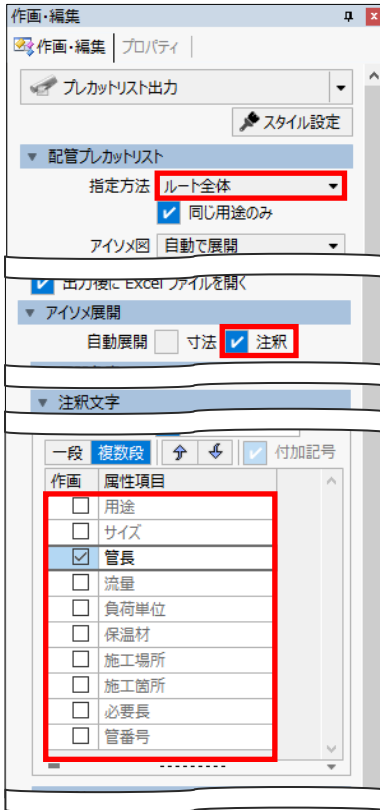 作画・編集
作画・編集 プロパティ
プレカットリスト出力
スタイル設定
配管プレカットリスト
指定方法 ルート全体
同じ用途のみ
アイソメ図 自動で展開
出力後に Excel ファイルを開く
アイソメ展開
自動展開 寸法 注釈
注釈文字
一段 複数段 付加記号
作画 属性項目
用途
サイズ
管長
流量
負荷単位
保温材
施工場所
施工箇所
必要長
管番号